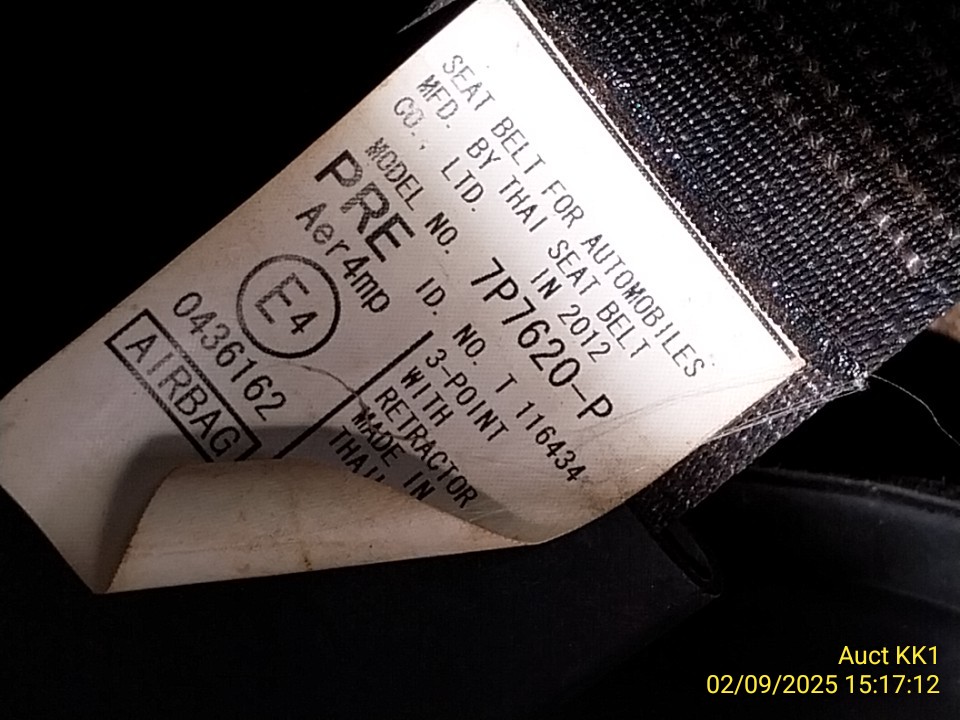 SEAT BELT FOR AUTOMOBILES
MFD. BY THAI SEAT BELT
CO., LTD. IN 2012
MODEL NO. 7P7620-P
PRE ID. NO. T 116434
Aer4mp
E4
3-POINT
WITH
RETRACTOR
MADE IN
0436162
AIRBAG
Auct KK1
02/09/2025 15:17:12